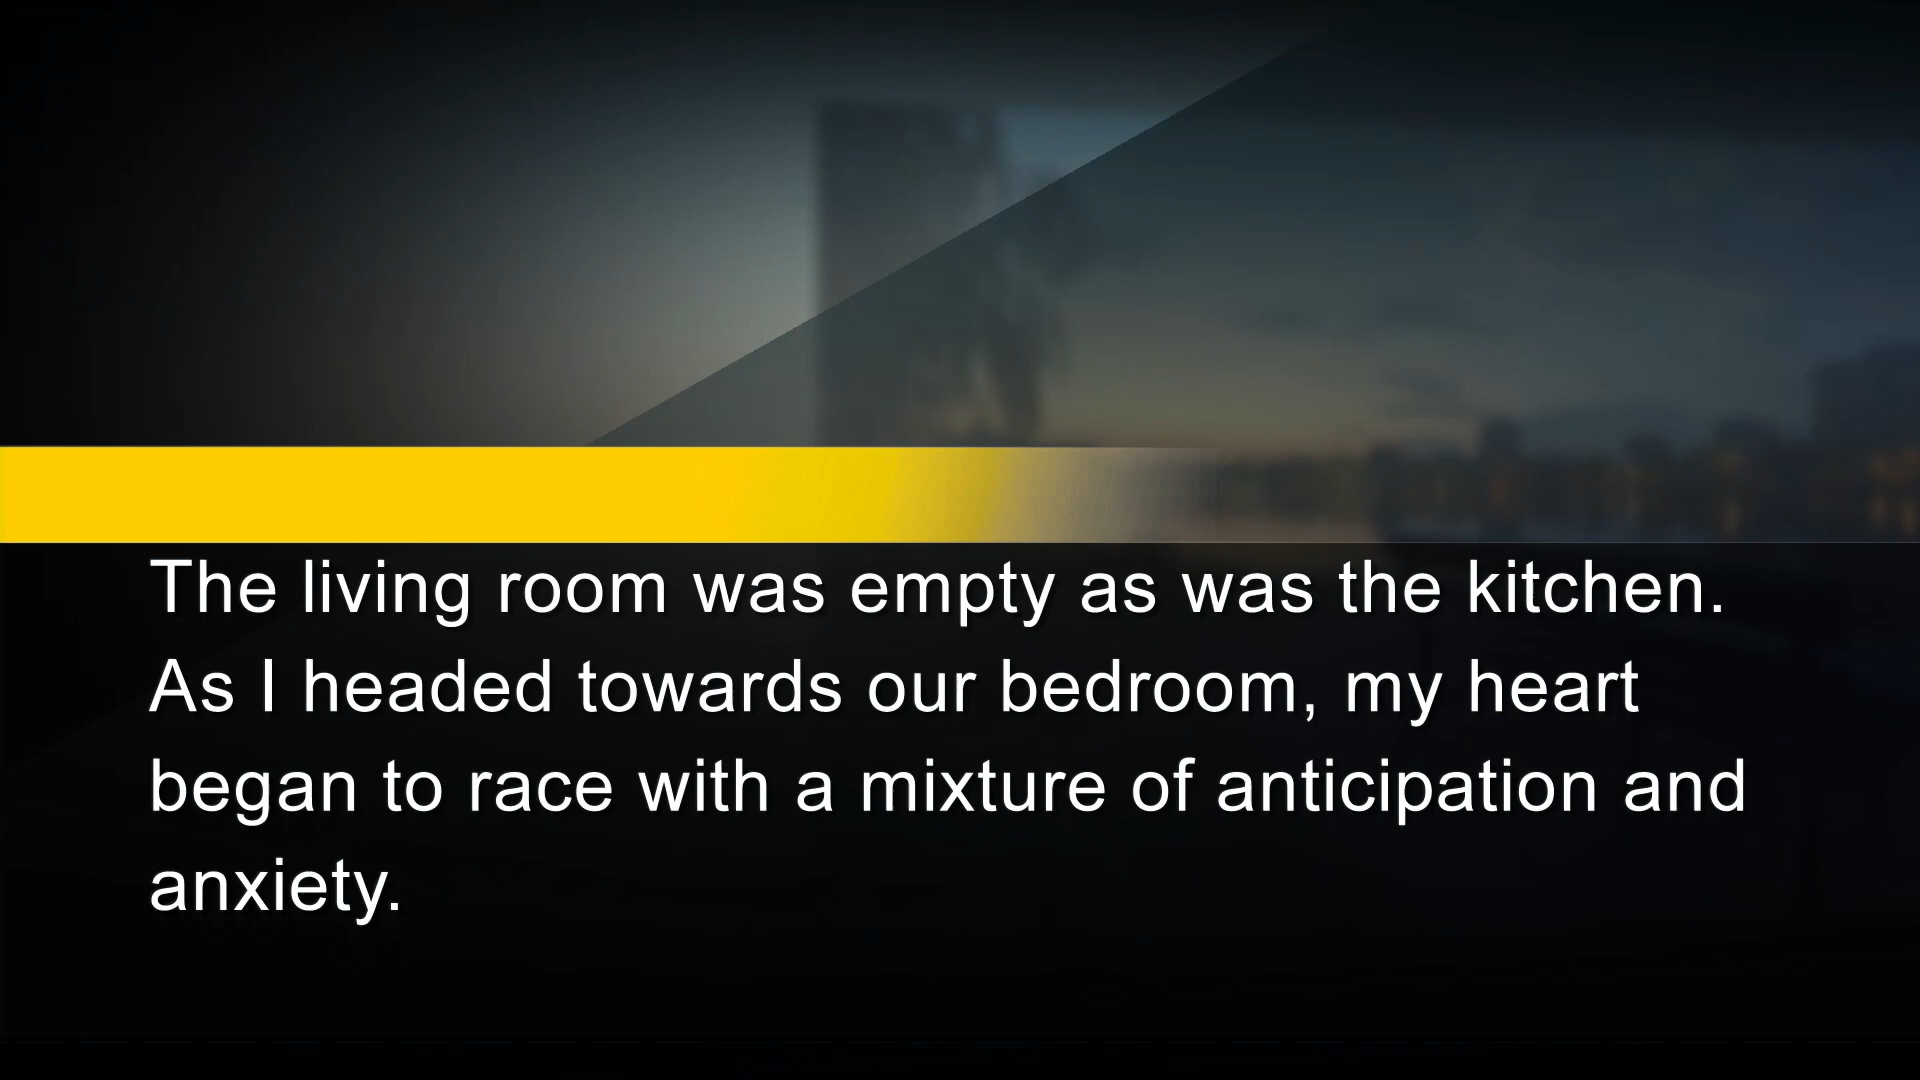 The living room was empty as was the kitchen.
As I headed towards our bedroom, my heart
began to race with a mixture of anticipation and
anxiety.